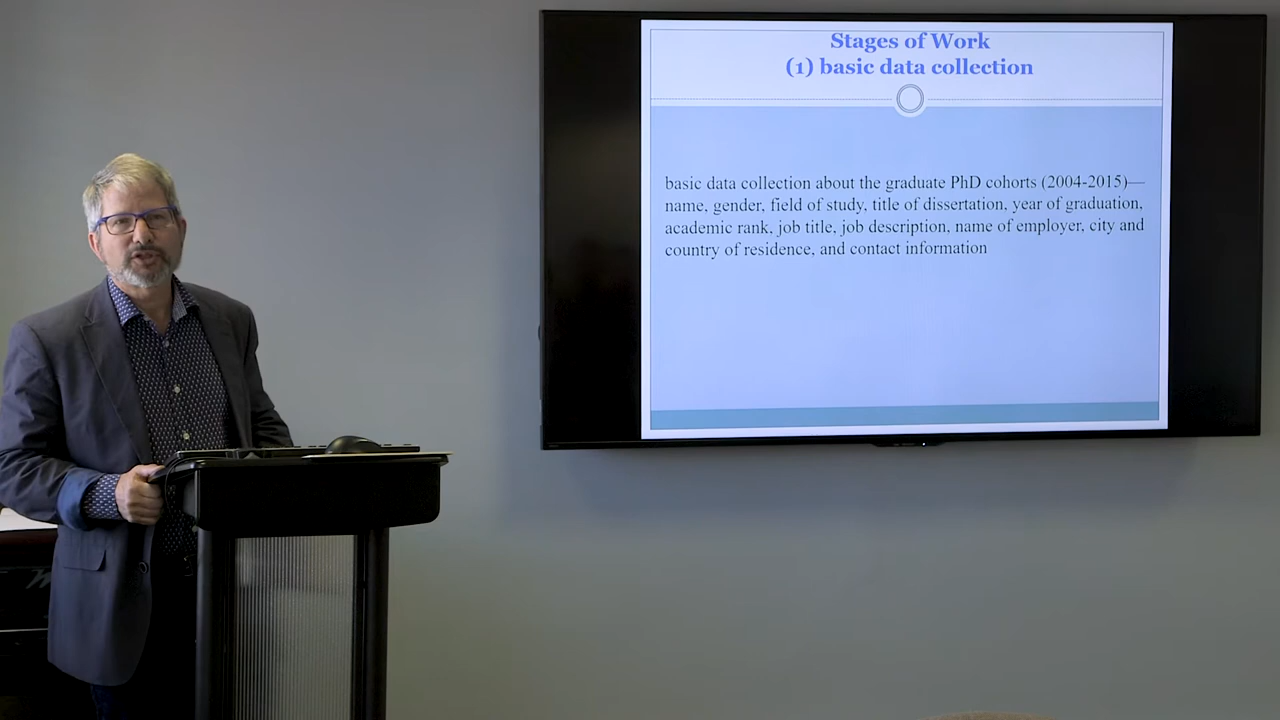 Stages of Work
(1) basic data collection
basic data collection about the graduate PhD cohorts (2004-2015)—
name, gender, field of study, title of dissertation, year of graduation,
academic rank, job title, job description, name of employer, city and
country of residence, and contact information